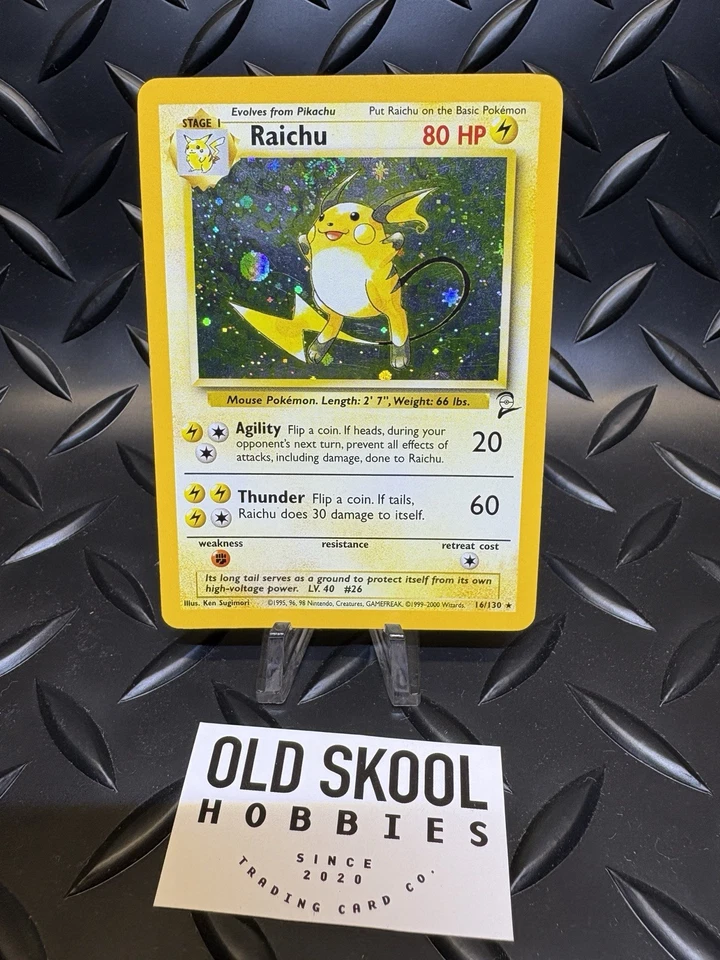 Evolves from Pikachu Put Raichu on the Basic Pokémon
STAGE 1 Raichu 80 HP
Mouse Pokémon. Length: 2' 7", Weight: 66 lbs.
Agility Flip a coin. If heads, during your
opponent's next turn, prevent all effects of
attacks, including damage, done to Raichu.
20
Thunder Flip a coin. If tails,
Raichu does 30 damage to itself.
60
weakness resistance retreat cost
Its long tail serves as a ground to protect itself from its own
high-voltage power. LV. 40 #26
Illus. Ken Sugimori ©1995, 96, 98 Nintendo, Creatures, GAMEFREAK. ©1999-2000 Wizards. 16/130 ★
OLD SKOOL
HOBBIES
SINCE
2020
TRADING CARD CO.